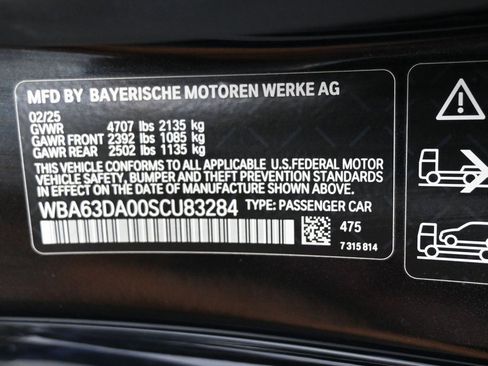 MFD BY BAYERISCHE MOTOREN WERKE AG
02/25
GVWR 4707 lbs 2135 kg
GAWR FRONT 2392 lbs 1085 kg
GAWR REAR 2502 lbs 1135 kg
THIS VEHICLE CONFORMS TO ALL APPLICABLE U.S.FEDERAL MOTOR
VEHICLE SAFETY, BUMPER AND THEFT PREVENTION STANDARDS
IN EFFECT ON THE DATE OF MANUFACTURE SHOWN ABOVE.
WBA63DA00SCU83284 TYPE: PASSENGER CAR
475
7 315 814